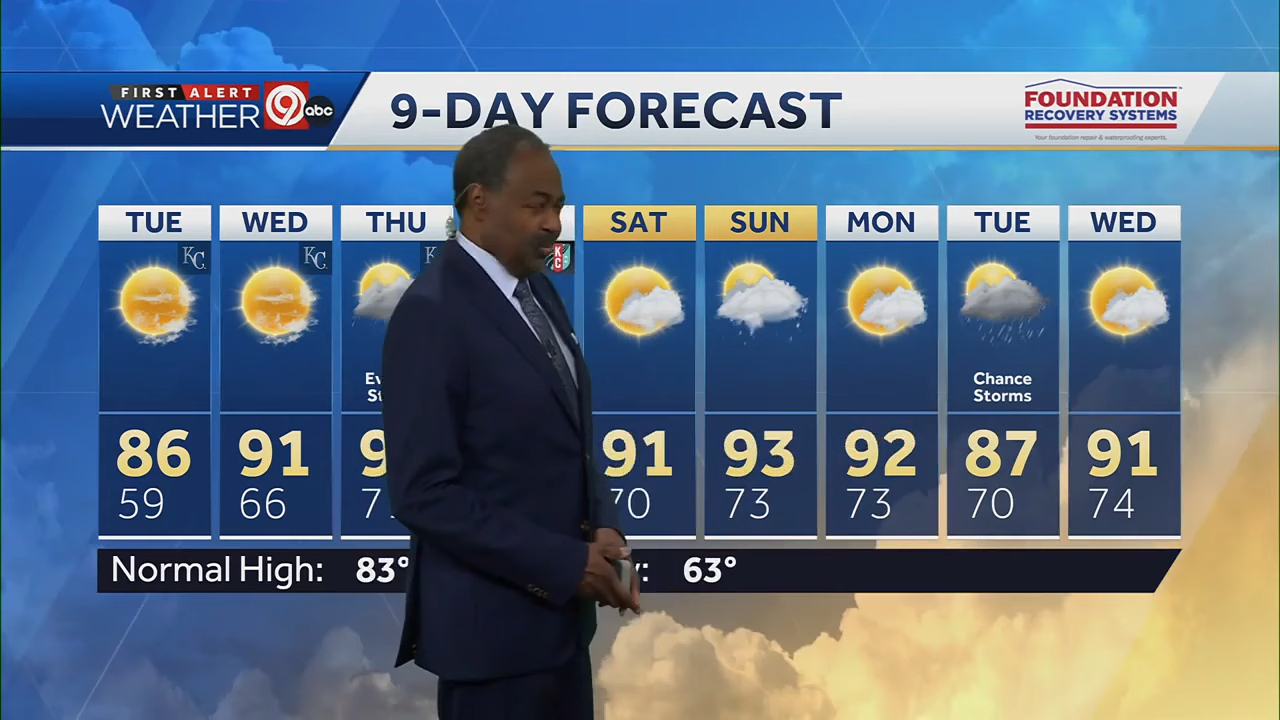 FIRST ALERT
WEATHER 9 abc
9-DAY FORECAST
FOUNDATION
RECOVERY SYSTEMS
Your foundation repair & waterproofing experts.
TUE WED THU SAT SUN MON TUE WED
KC KC KC
Chance
Storms
86 91 91 93 92 87 91
59 66 70 73 73 70 74
Normal High: 83° 63°